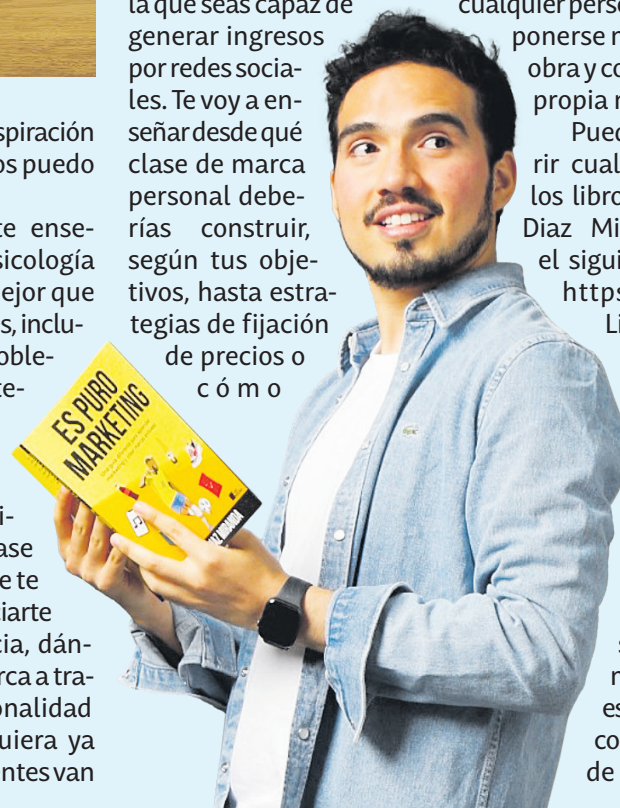 spiración
os puedo
te ense-
sicología
ejor que
s, inclu-
oble-
te-
i-
ase
e te
ciarte
cia, dán-
rca a tra-
onalidad
uiera ya
ntes van
la que seas capaz de
generar ingresos
por redes socia-
les. Te voy a en-
señar desde qué
clase de marca
personal debe-
rías construir,
según tus obje-
tivos, hasta estra-
tegias de fijación
de precios o
cómo
ES PURO
MARKETING
AZ MIRANDA
cualquier perso
ponerse m
obra y co
propia m
Pued
rir cual
los libro
Diaz Mi
el sigui
https
Li
s
n
es
co
de